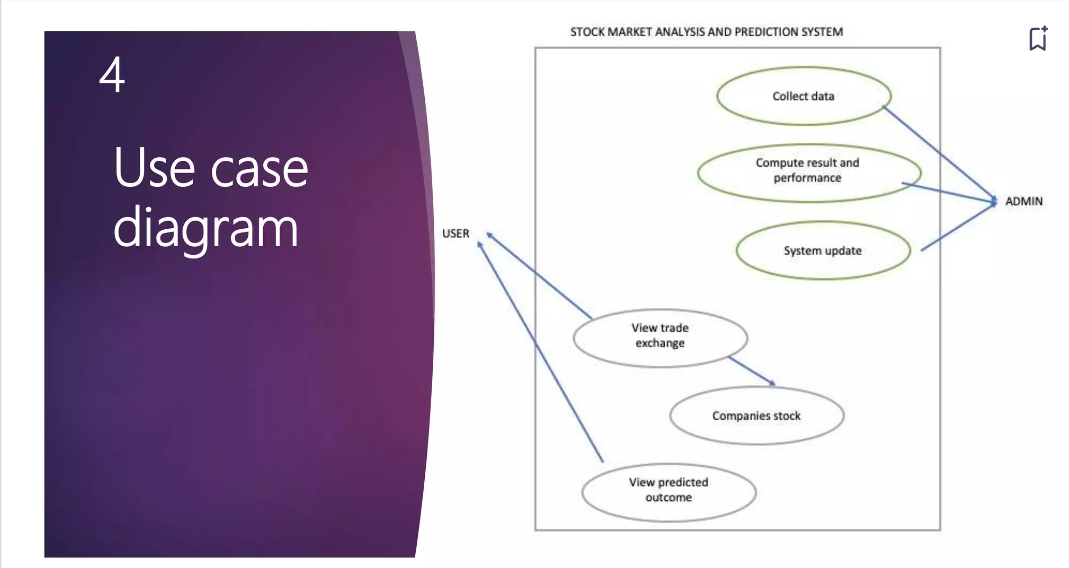 4
Use case
diagram
STOCK MARKET ANALYSIS AND PREDICTION SYSTEM
Collect data
Compute result and
performance
ADMIN
System update
USER
View trade
exchange
Companies stock
View predicted
outcome